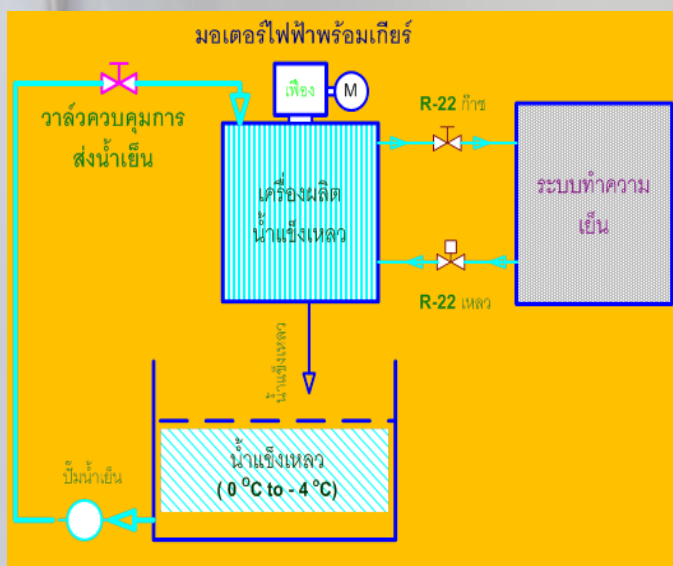 มอเตอร์ไฟฟ้าพร้อมเกียร์
เฟือง
M
วาล์วควบคุมการ
ส่งน้ำเย็น
R-22 ก๊าซ
เครื่องผลิต
น้ำแข็งเหลว
ระบบทำความ
เย็น
R-22 เหลว
น้ำแข็งเหลว
น้ำแข็งเหลว
( 0 °C to - 4 °C)
ปั๊มน้ำเย็น